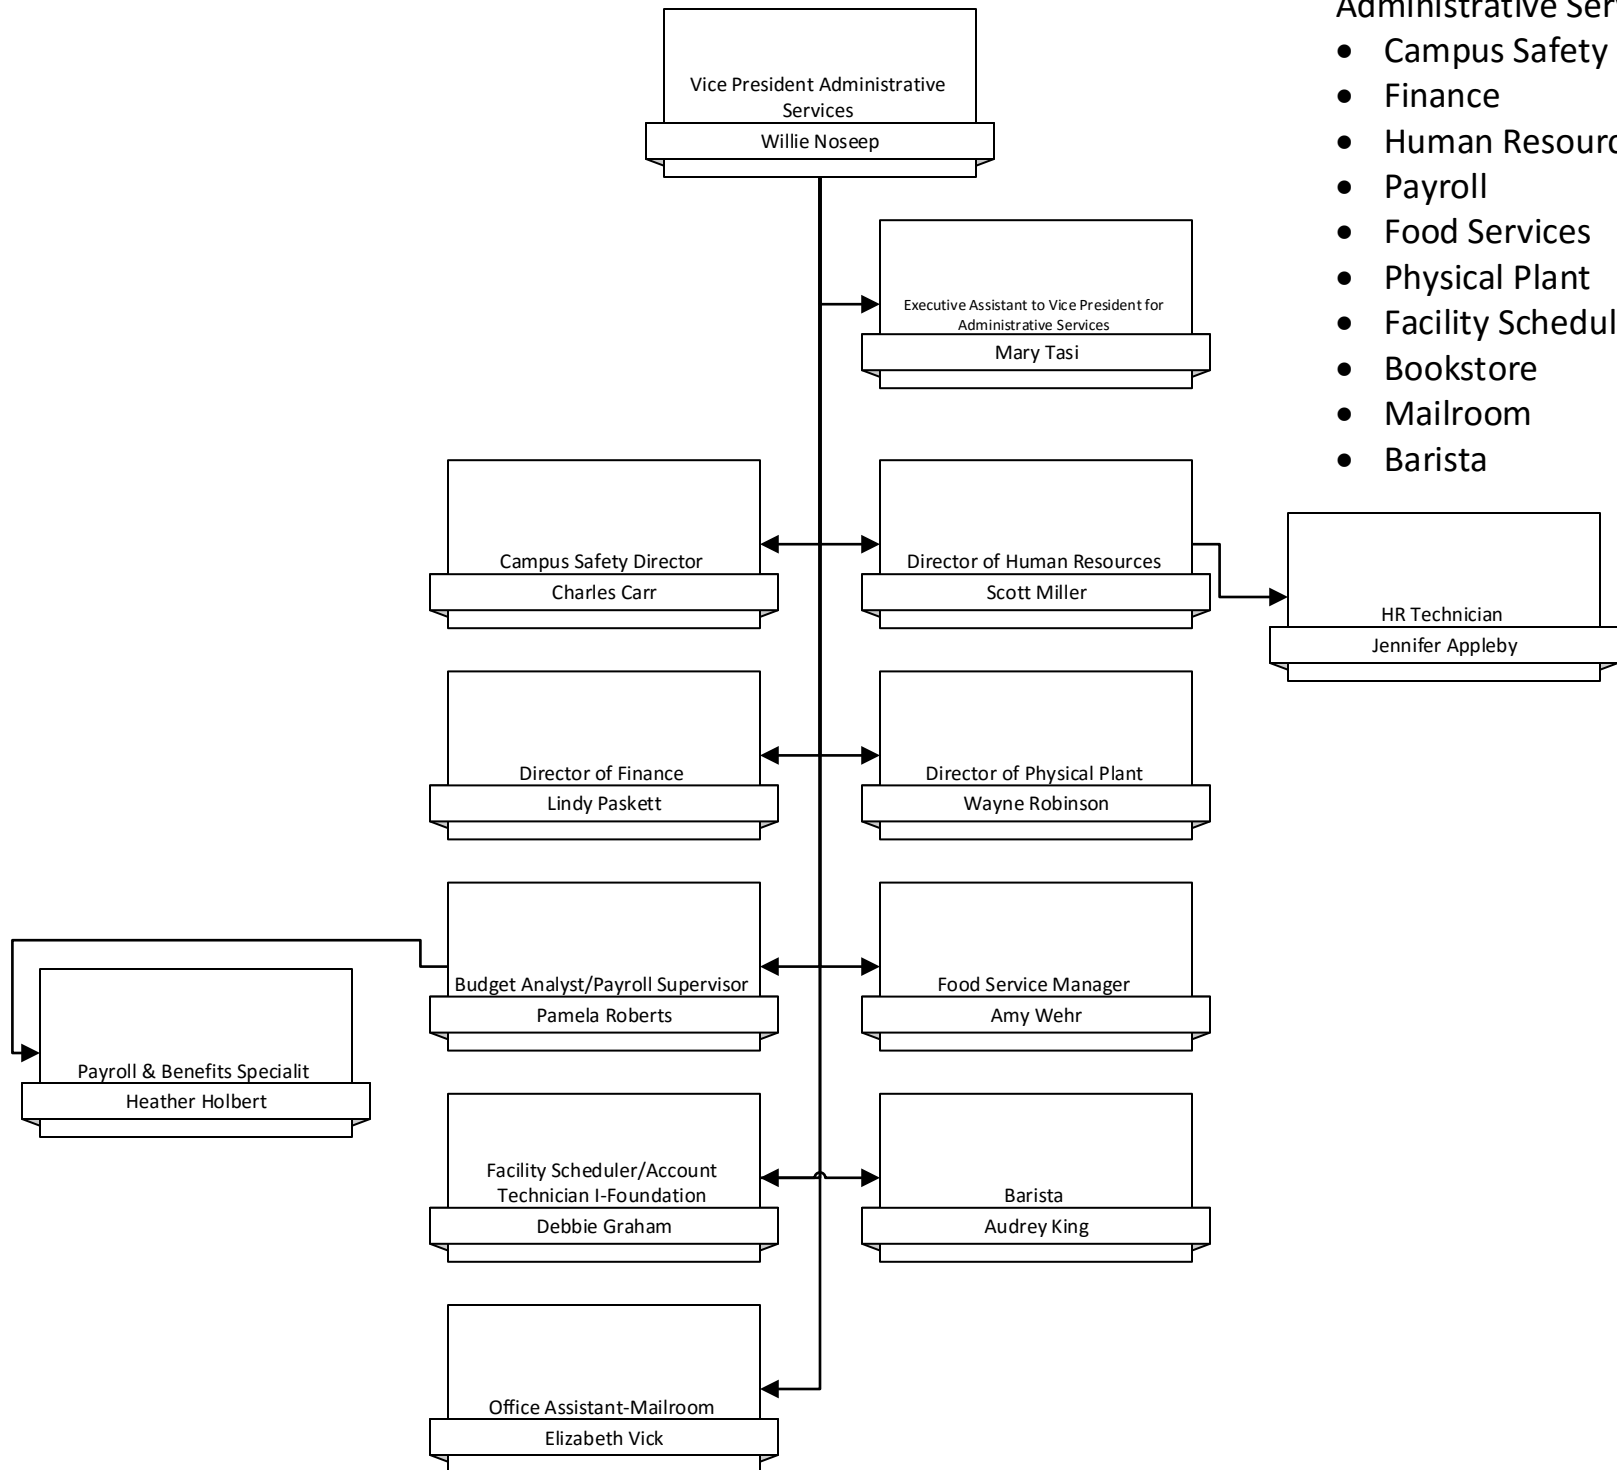 Administrative Ser
• Campus Safety
• Finance
• Human Resourc
• Payroll
• Food Services
• Physical Plant
• Facility Schedul
• Bookstore
• Mailroom
• Barista
Vice President Administrative
Services
Willie Noseep
Executive Assistant to Vice President for
Administrative Services
Mary Tasi
Campus Safety Director
Charles Carr
Director of Human Resources
Scott Miller
HR Technician
Jennifer Appleby
Director of Finance
Lindy Paskett
Director of Physical Plant
Wayne Robinson
Budget Analyst/Payroll Supervisor
Pamela Roberts
Food Service Manager
Amy Wehr
Payroll & Benefits Specialit
Heather Holbert
Facility Scheduler/Account
Technician I-Foundation
Debbie Graham
Barista
Audrey King
Office Assistant-Mailroom
Elizabeth Vick